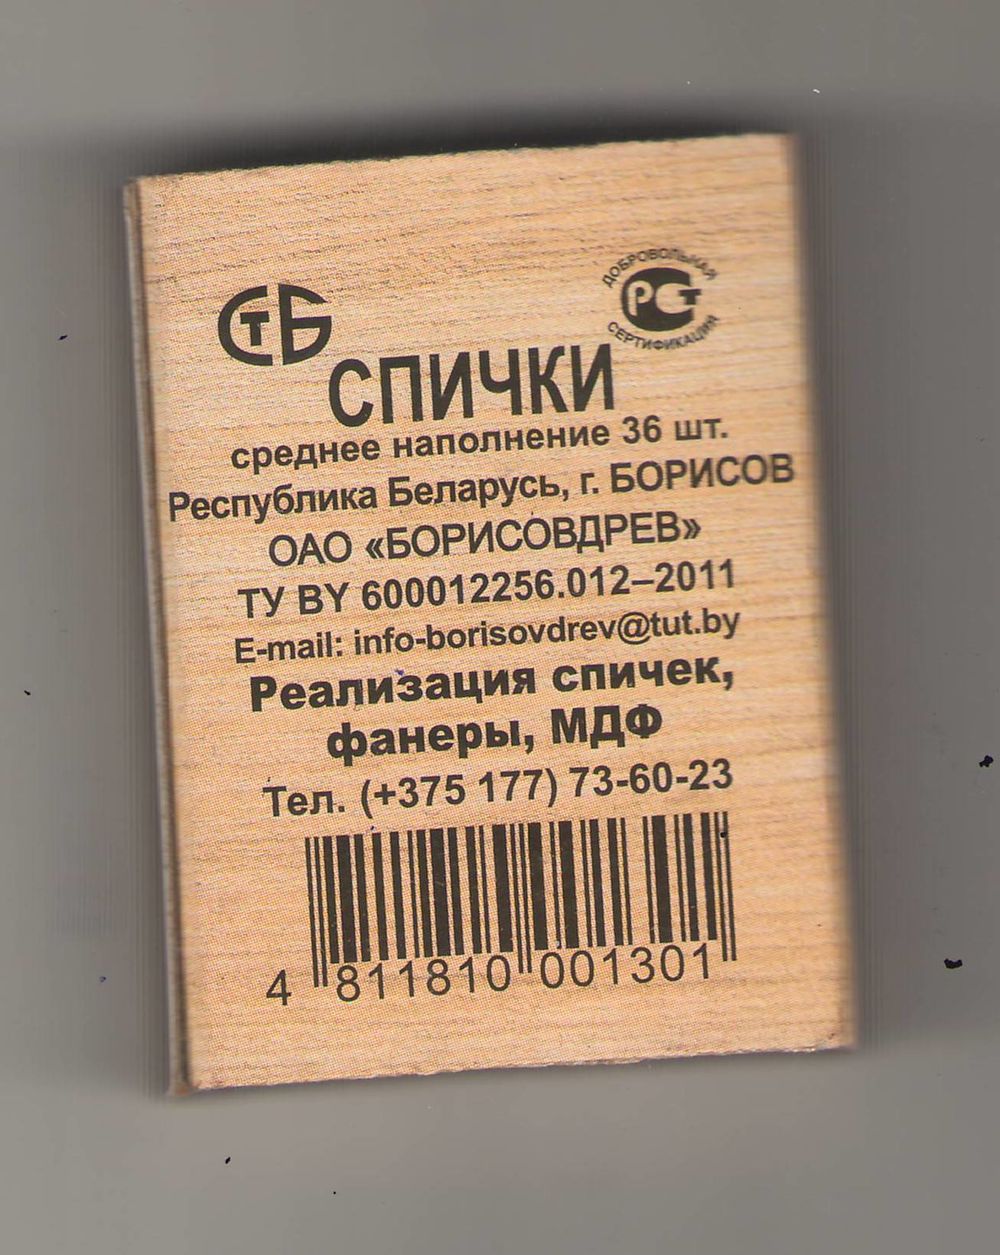 СТБ
ДОБРОВОЛЬНАЯ
РСТ
СЕРТИФИКАЦИЯ
СПИЧКИ
среднее наполнение 36 шт.
Республика Беларусь, г. БОРИСОВ
ОАО «БОРИСОВДРЕВ»
ТУ BY 600012256.012–2011
E-mail: info-borisovdrev@tut.by
Реализация спичек,
фанеры, МДФ
Тел. (+375 177) 73-60-23
4 811810 001301